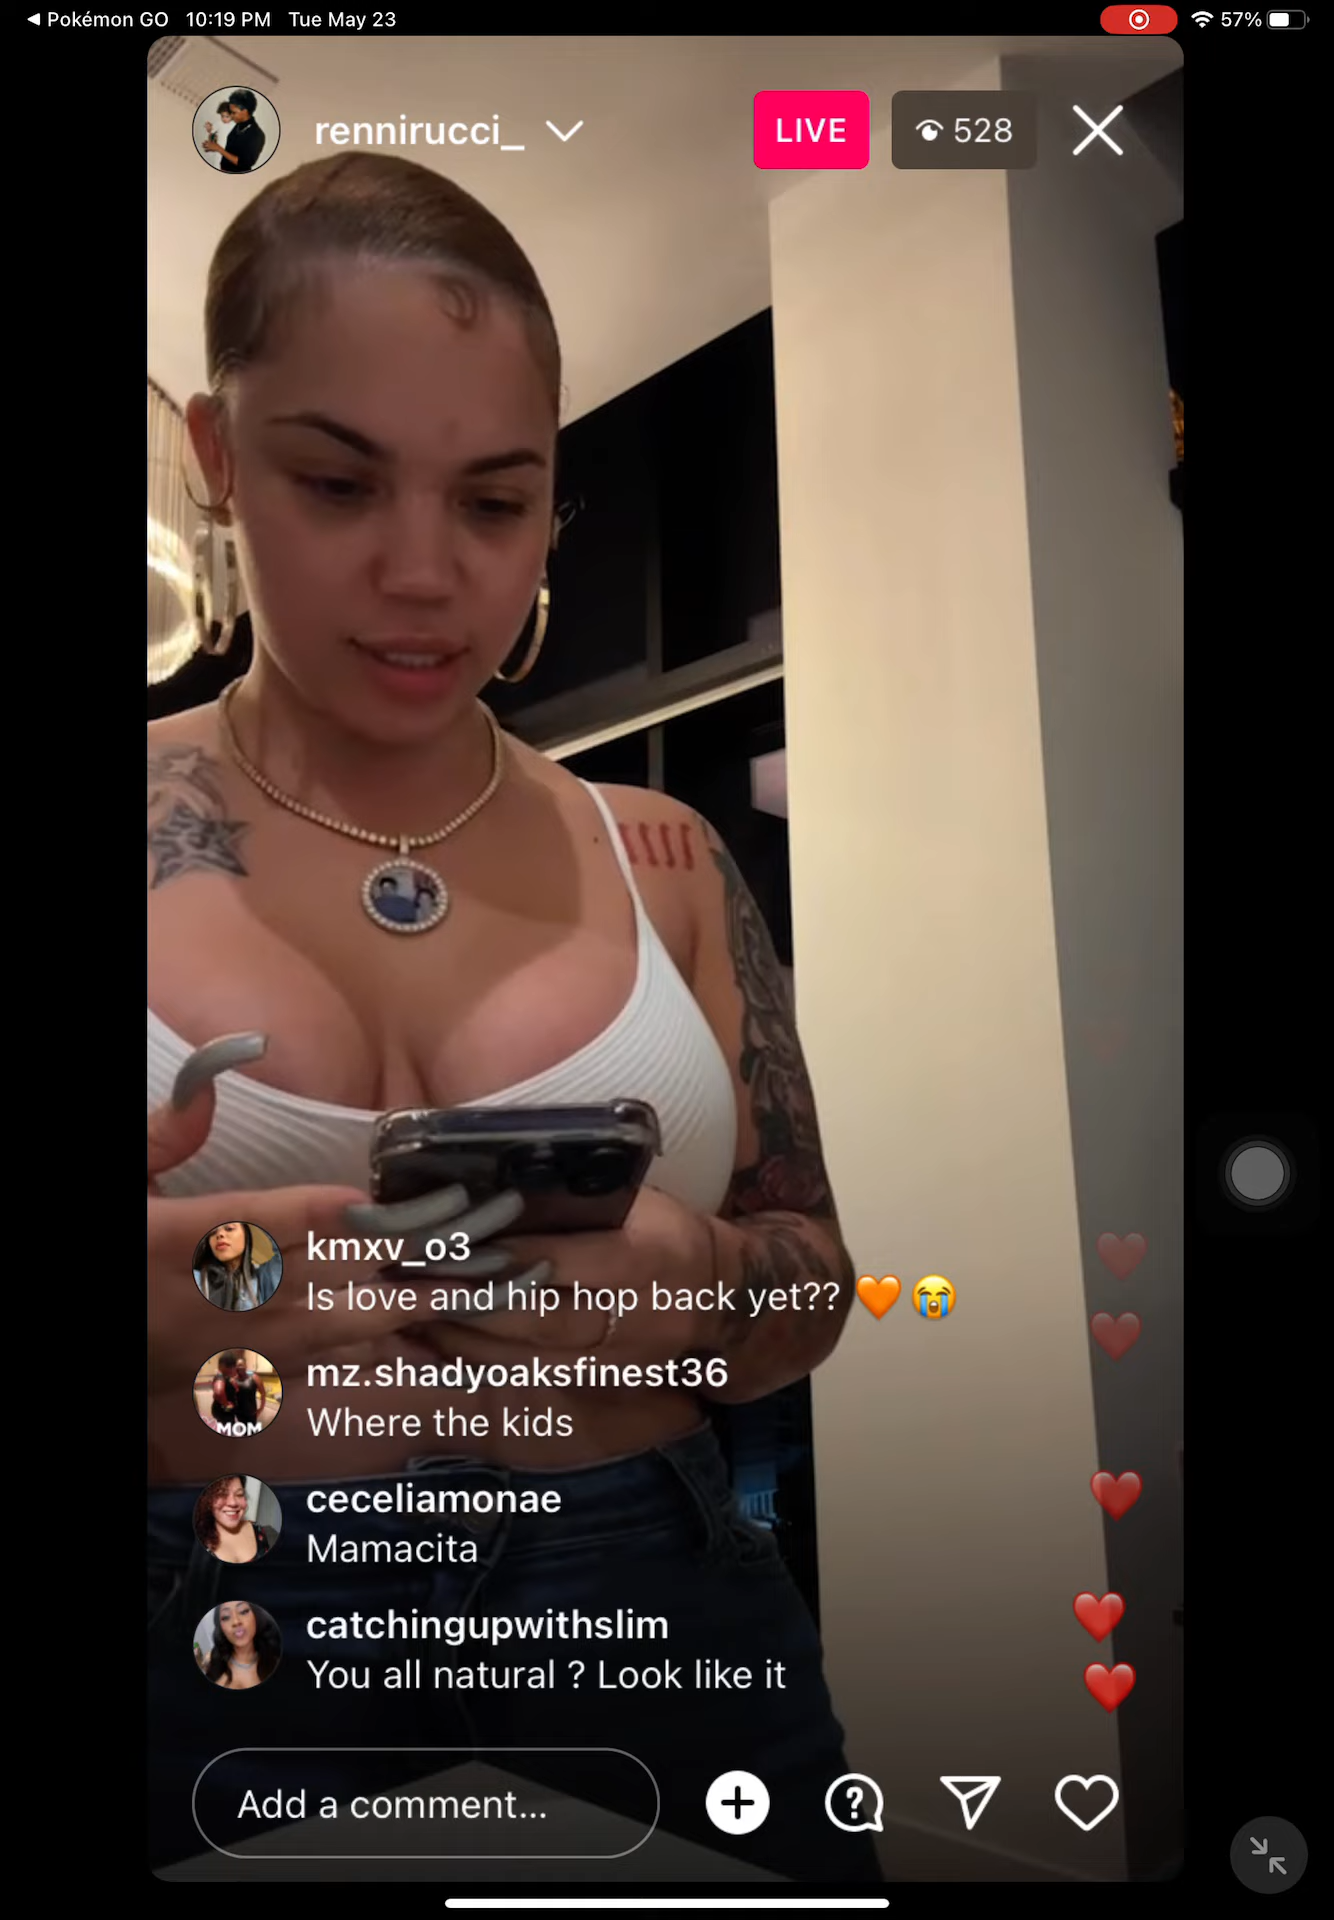 Pokémon GO 10:19 PM Tue May 23 57%
rennirucci_ LIVE 528
kmxv_o3
Is love and hip hop back yet?? 🧡 😭
mz.shadyoaksfinest36
MOM
Where the kids
ceceliamonae
Mamacita
catchingupwithslim
You all natural ? Look like it
Add a comment...